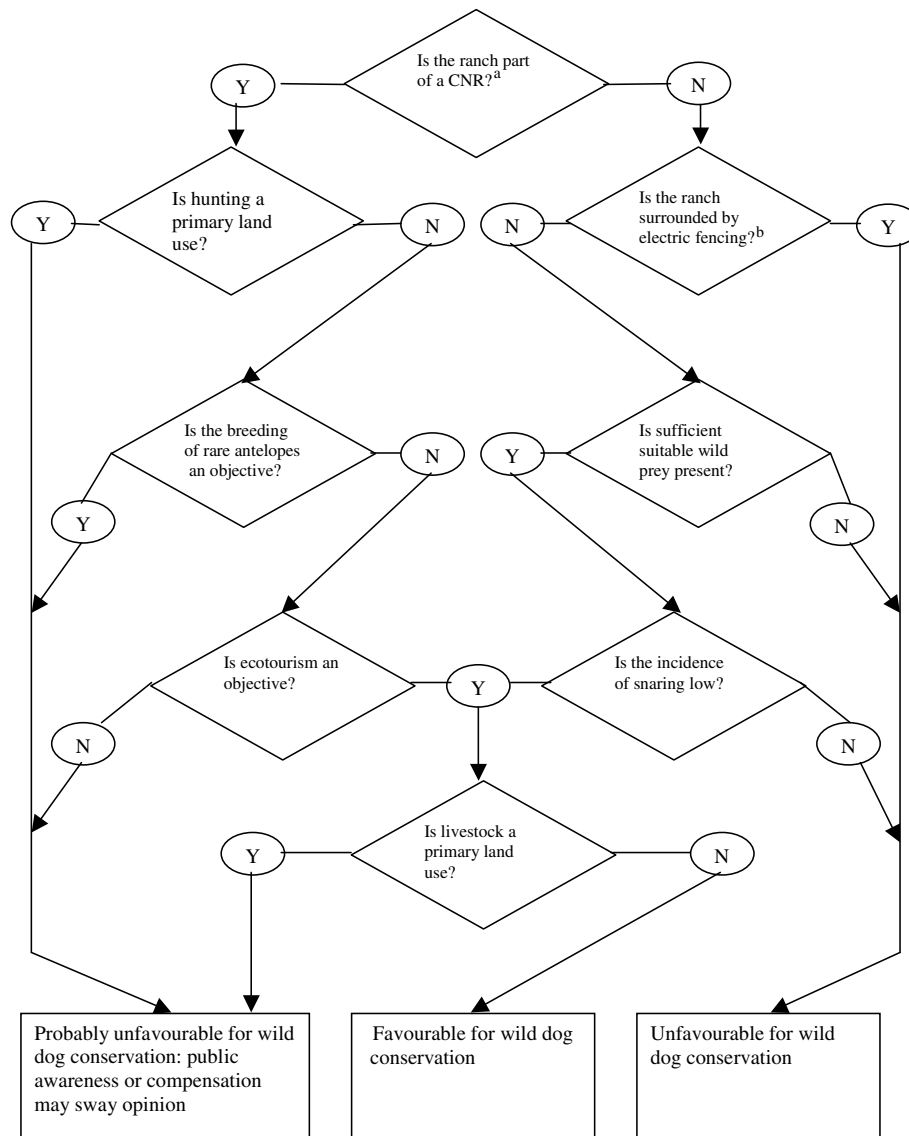 Is the ranch part
of a CNR?a
Y
N
Is hunting a
primary land
use?
Is the ranch
surrounded by
electric fencing?b
Y
N
N
Y
Is the breeding
of rare antelopes
an objective?
Is sufficient
suitable wild
prey present?
N
Y
Y
N
Is ecotourism an
objective?
Is the incidence
of snaring low?
Y
N
N
Is livestock a
primary land
use?
Y
N
Probably unfavourable for wild
dog conservation: public
awareness or compensation
may sway opinion
Favourable for wild dog
conservation
Unfavourable for wild
dog conservation